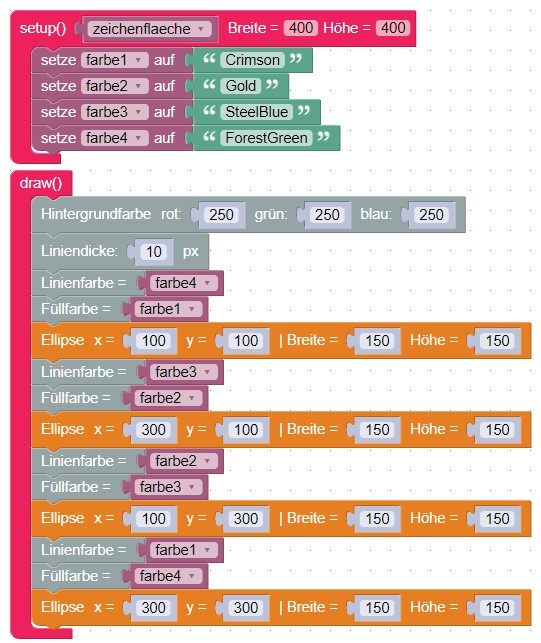 setup() zeichenflaeche Breite = 400 Höhe = 400
setze farbe1 auf “ Crimson ”
setze farbe2 auf “ Gold ”
setze farbe3 auf “ SteelBlue ”
setze farbe4 auf “ ForestGreen ”
draw()
Hintergrundfarbe rot: 250 grün: 250 blau: 250
Liniendicke: 10 px
Linienfarbe = farbe4
Füllfarbe = farbe1
Ellipse x = 100 y = 100 | Breite = 150 Höhe = 150
Linienfarbe = farbe3
Füllfarbe = farbe2
Ellipse x = 300 y = 100 | Breite = 150 Höhe = 150
Linienfarbe = farbe2
Füllfarbe = farbe3
Ellipse x = 100 y = 300 | Breite = 150 Höhe = 150
Linienfarbe = farbe1
Füllfarbe = farbe4
Ellipse x = 300 y = 300 | Breite = 150 Höhe = 150